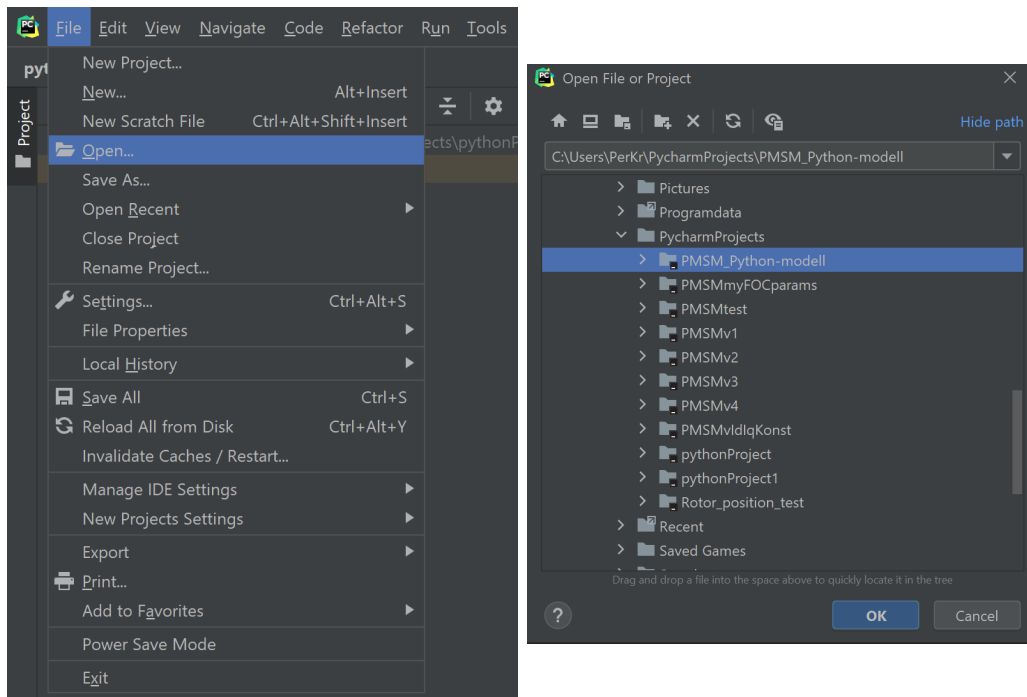 PC File Edit View Navigate Code Refactor Run Tools
pyt
Project
ects\pythonP
New Project...
New... Alt+Insert
New Scratch File Ctrl+Alt+Shift+Insert
Open...
Save As...
Open Recent
Close Project
Rename Project...
Settings... Ctrl+Alt+S
File Properties
Local History
Save All Ctrl+S
Reload All from Disk Ctrl+Alt+Y
Invalidate Caches / Restart...
Manage IDE Settings
New Projects Settings
Export
Print...
Add to Favorites
Power Save Mode
Exit
PC Open File or Project
Hide path
C:\Users\PerKr\PycharmProjects\PMSM_Python-modell
Pictures
Programdata
PycharmProjects
PMSM_Python-modell
PMSMmyFOCparams
PMSMtest
PMSMv1
PMSMv2
PMSMv3
PMSMv4
PMSMvIdIqKonst
pythonProject
pythonProject1
Rotor_position_test
Recent
Saved Games
Drag and drop a file into the space above to quickly locate it in the tree
? OK Cancel